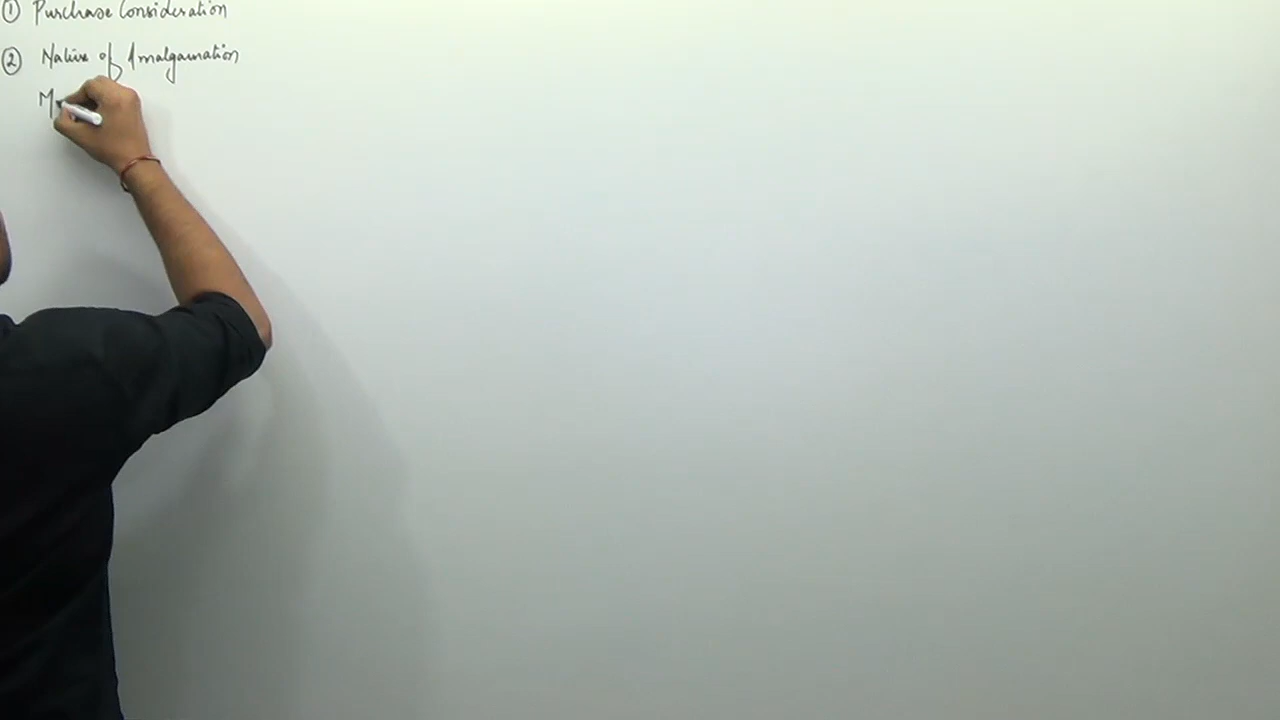 ① Purchase Consideration
② Nature of Amalgamation
M